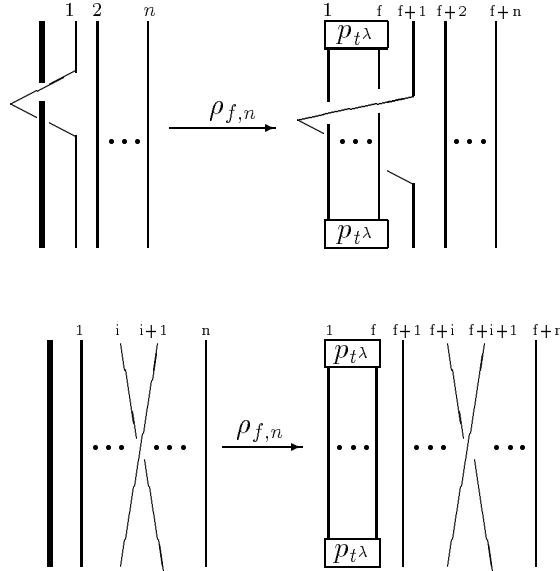 1 2 n 1 f f+1 f+2 f+n
p_{t^λ}
ρ_{f,n}
p_{t^λ}
1 i i+1 n 1 f f+1 f+i f+i+1 f+n
p_{t^λ}
ρ_{f,n}
p_{t^λ}